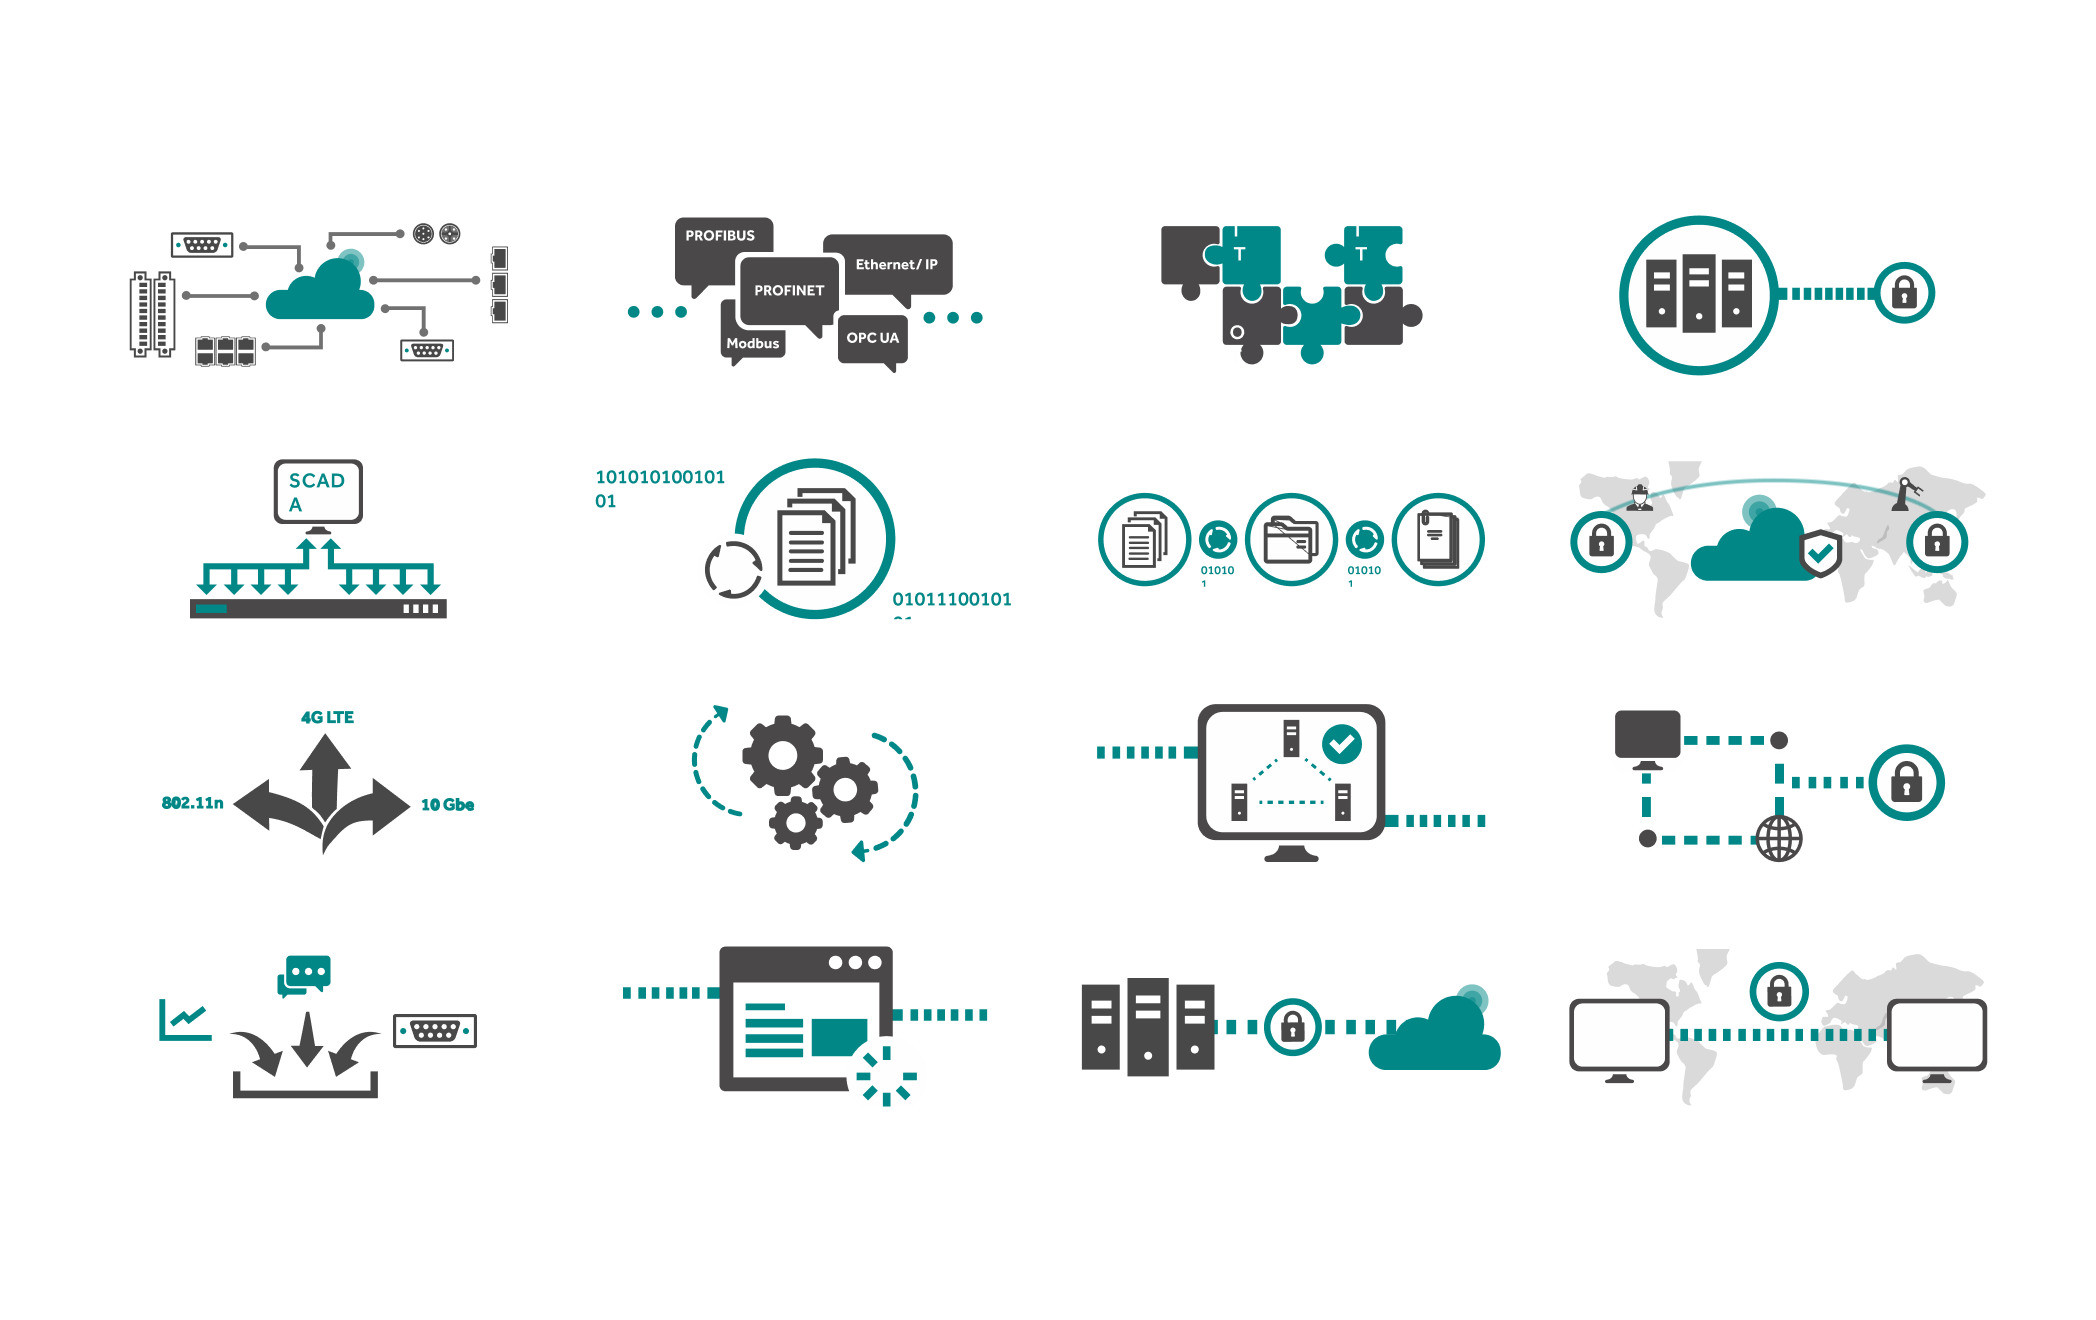 PROFIBUS
Ethernet/ IP
PROFINET
Modbus
OPC UA
I
T
I
T
O
SCAD
A
101010100101
01
01011100101
01010
1
01010
1
4G LTE
802.11n
10 Gbe